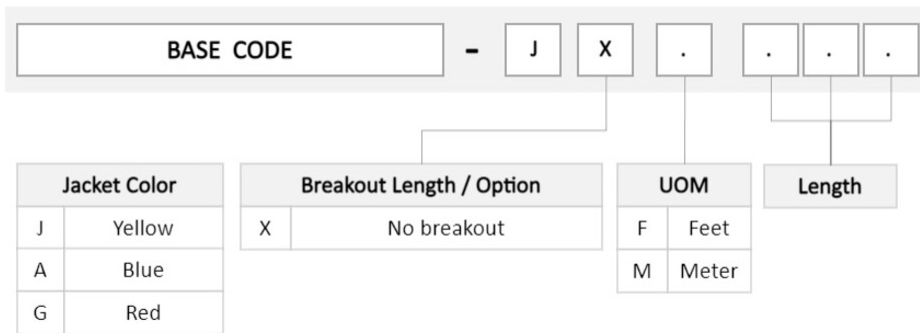 BASE CODE - J X . . . .
Jacket Color
J Yellow
A Blue
G Red
Breakout Length / Option
X No breakout
UOM
F Feet
M Meter
Length